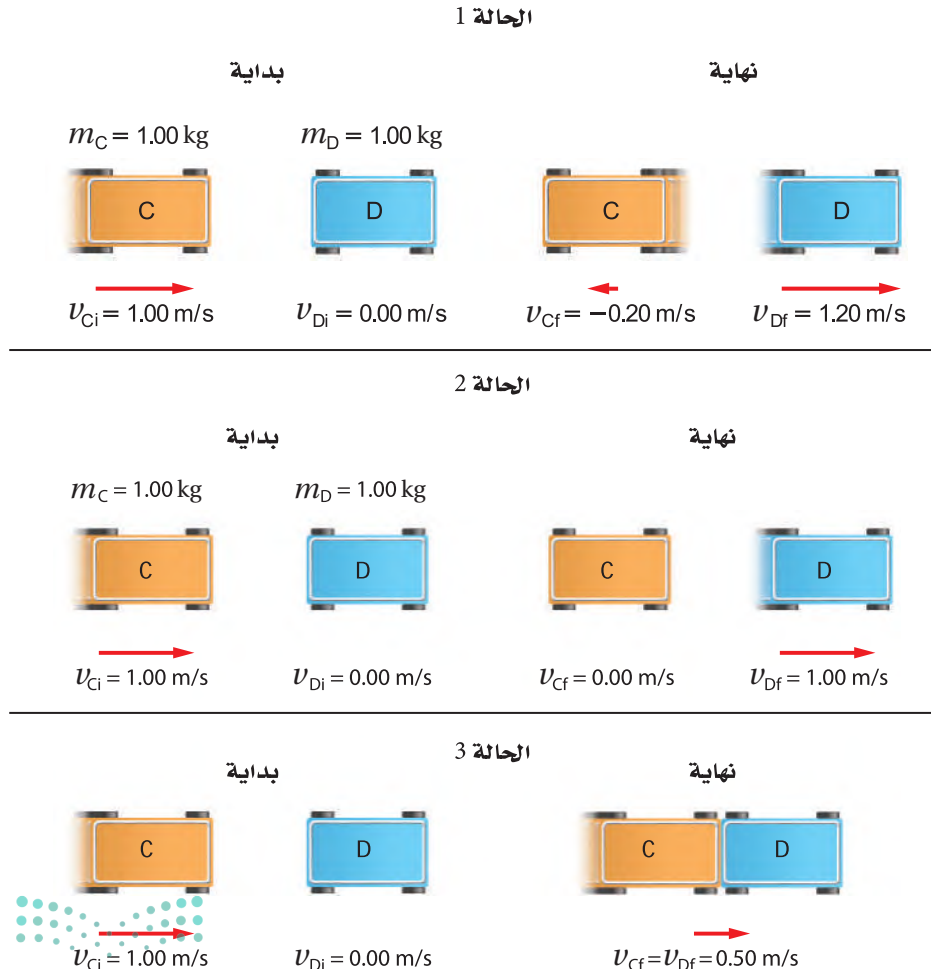 الحالة 1
بداية نهاية
m_C = 1.00 kg m_D = 1.00 kg
C D C D
v_Ci = 1.00 m/s v_Di = 0.00 m/s v_Cf = −0.20 m/s v_Df = 1.20 m/s
الحالة 2
بداية نهاية
m_C = 1.00 kg m_D = 1.00 kg
C D C D
v_Ci = 1.00 m/s v_Di = 0.00 m/s v_Cf = 0.00 m/s v_Df = 1.00 m/s
الحالة 3
بداية نهاية
C D C D
v_Ci = 1.00 m/s v_Di = 0.00 m/s v_Cf = v_Df = 0.50 m/s